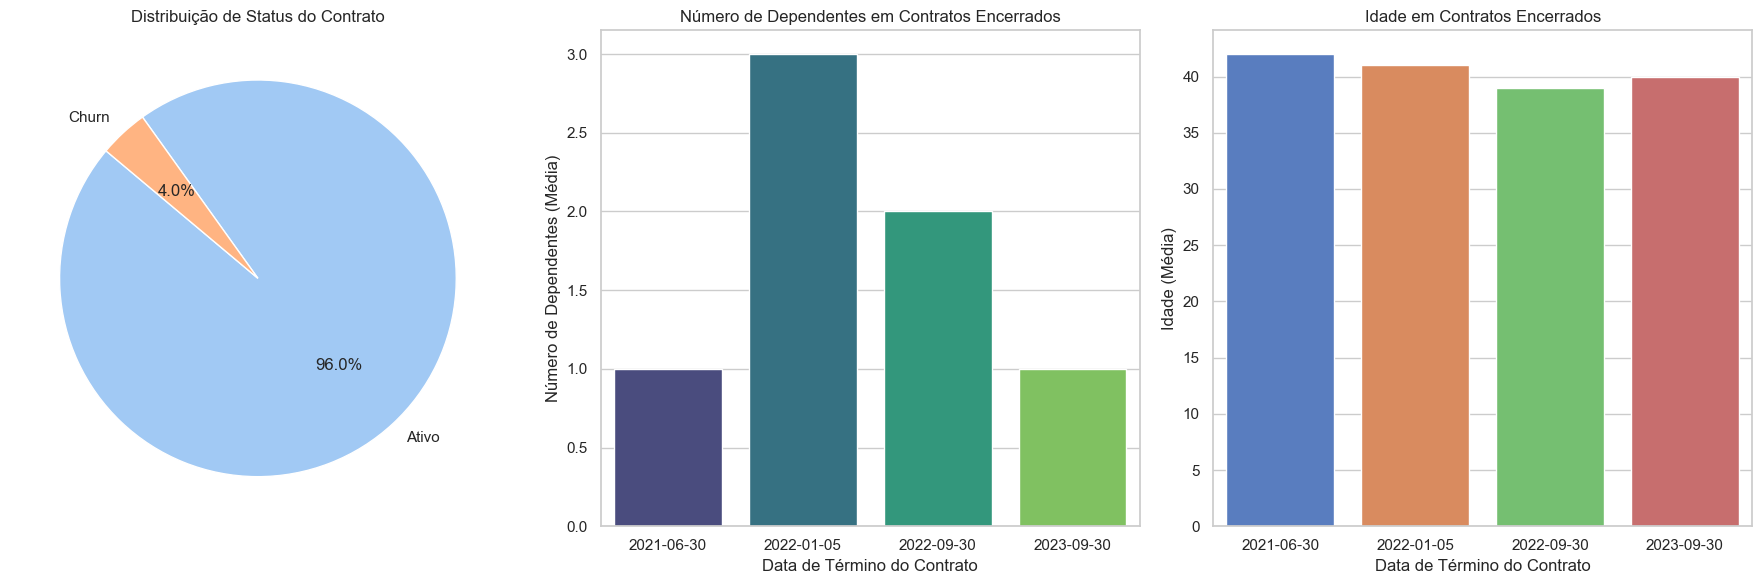 Distribuição de Status do Contrato
Churn
4.0%
96.0%
Ativo
Número de Dependentes em Contratos Encerrados
Número de Dependentes (Média)
3.0
2.5
2.0
1.5
1.0
0.5
0.0
2021-06-30 2022-01-05 2022-09-30 2023-09-30
Data de Término do Contrato
Idade em Contratos Encerrados
Idade (Média)
40
35
30
25
20
15
10
5
0
2021-06-30 2022-01-05 2022-09-30 2023-09-30
Data de Término do Contrato